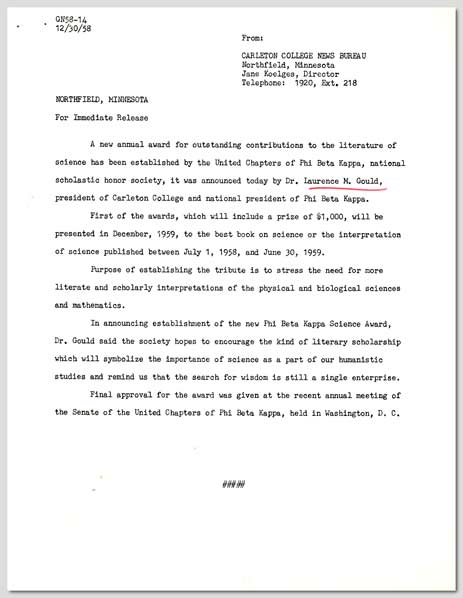 GN58-14
12/30/58
From:
CARLETON COLLEGE NEWS BUREAU
Northfield, Minnesota
Jane Koelges, Director
Telephone: 1920, Ext. 218
NORTHFIELD, MINNESOTA
For Immediate Release
A new annual award for outstanding contributions to the literature of
science has been established by the United Chapters of Phi Beta Kappa, national
scholastic honor society, it was announced today by Dr. Laurence M. Gould,
president of Carleton College and national president of Phi Beta Kappa.
First of the awards, which will include a prize of $1,000, will be
presented in December, 1959, to the best book on science or the interpretation
of science published between July 1, 1958, and June 30, 1959.
Purpose of establishing the tribute is to stress the need for more
literate and scholarly interpretations of the physical and biological sciences
and mathematics.
In announcing establishment of the new Phi Beta Kappa Science Award,
Dr. Gould said the society hopes to encourage the kind of literary scholarship
which will symbolize the importance of science as a part of our humanistic
studies and remind us that the search for wisdom is still a single enterprise.
Final approval for the award was given at the recent annual meeting of
the Senate of the United Chapters of Phi Beta Kappa, held in Washington, D. C.
#####